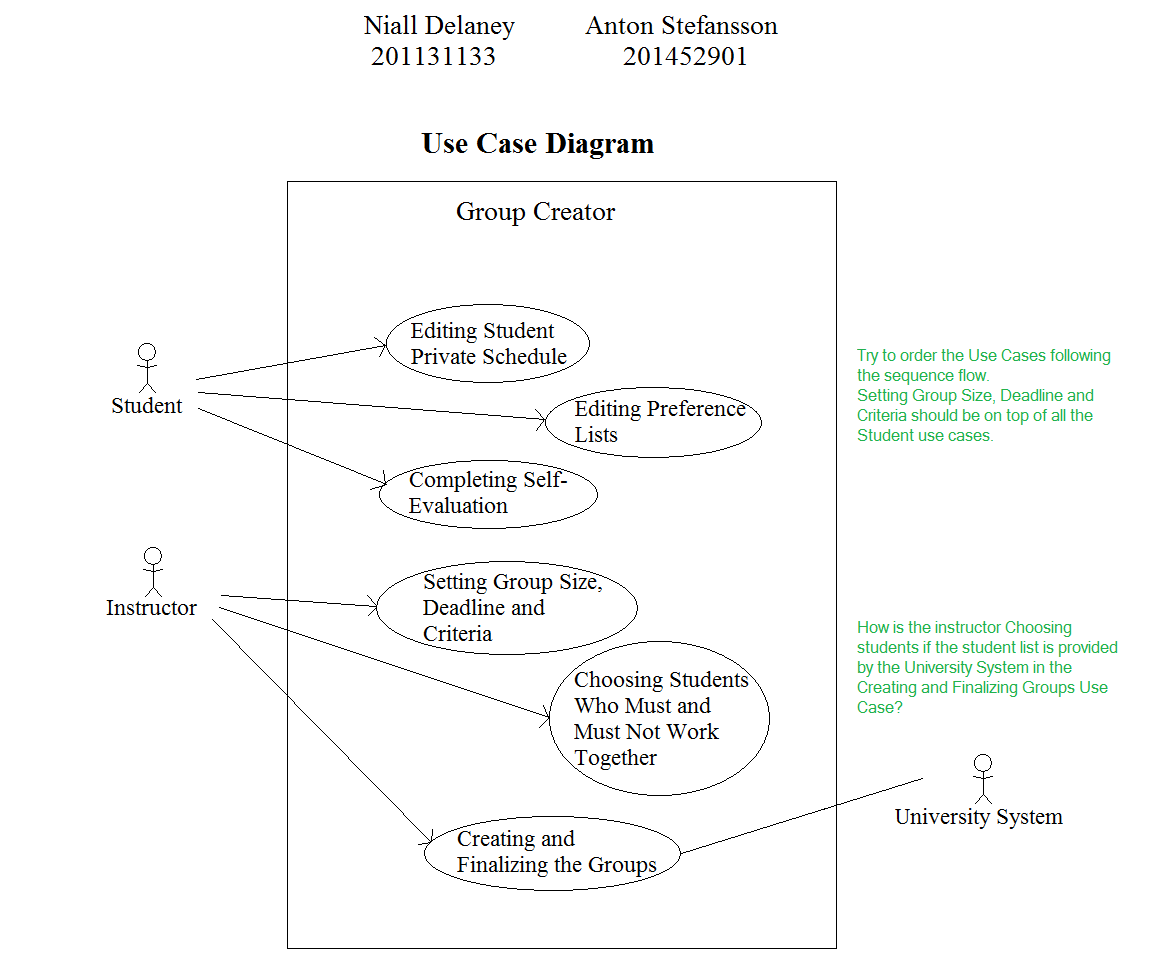 Niall Delaney Anton Stefansson
201131133 201452901
Use Case Diagram
Group Creator
Editing Student
Private Schedule
Student
Editing Preference
Lists
Completing Self-
Evaluation
Try to order the Use Cases following
the sequence flow.
Setting Group Size, Deadline and
Criteria should be on top of all the
Student use cases.
Instructor
Setting Group Size,
Deadline and
Criteria
Choosing Students
Who Must and
Must Not Work
Together
How is the instructor Choosing
students if the student list is provided
by the University System in the
Creating and Finalizing Groups Use
Case?
University System
Creating and
Finalizing the Groups